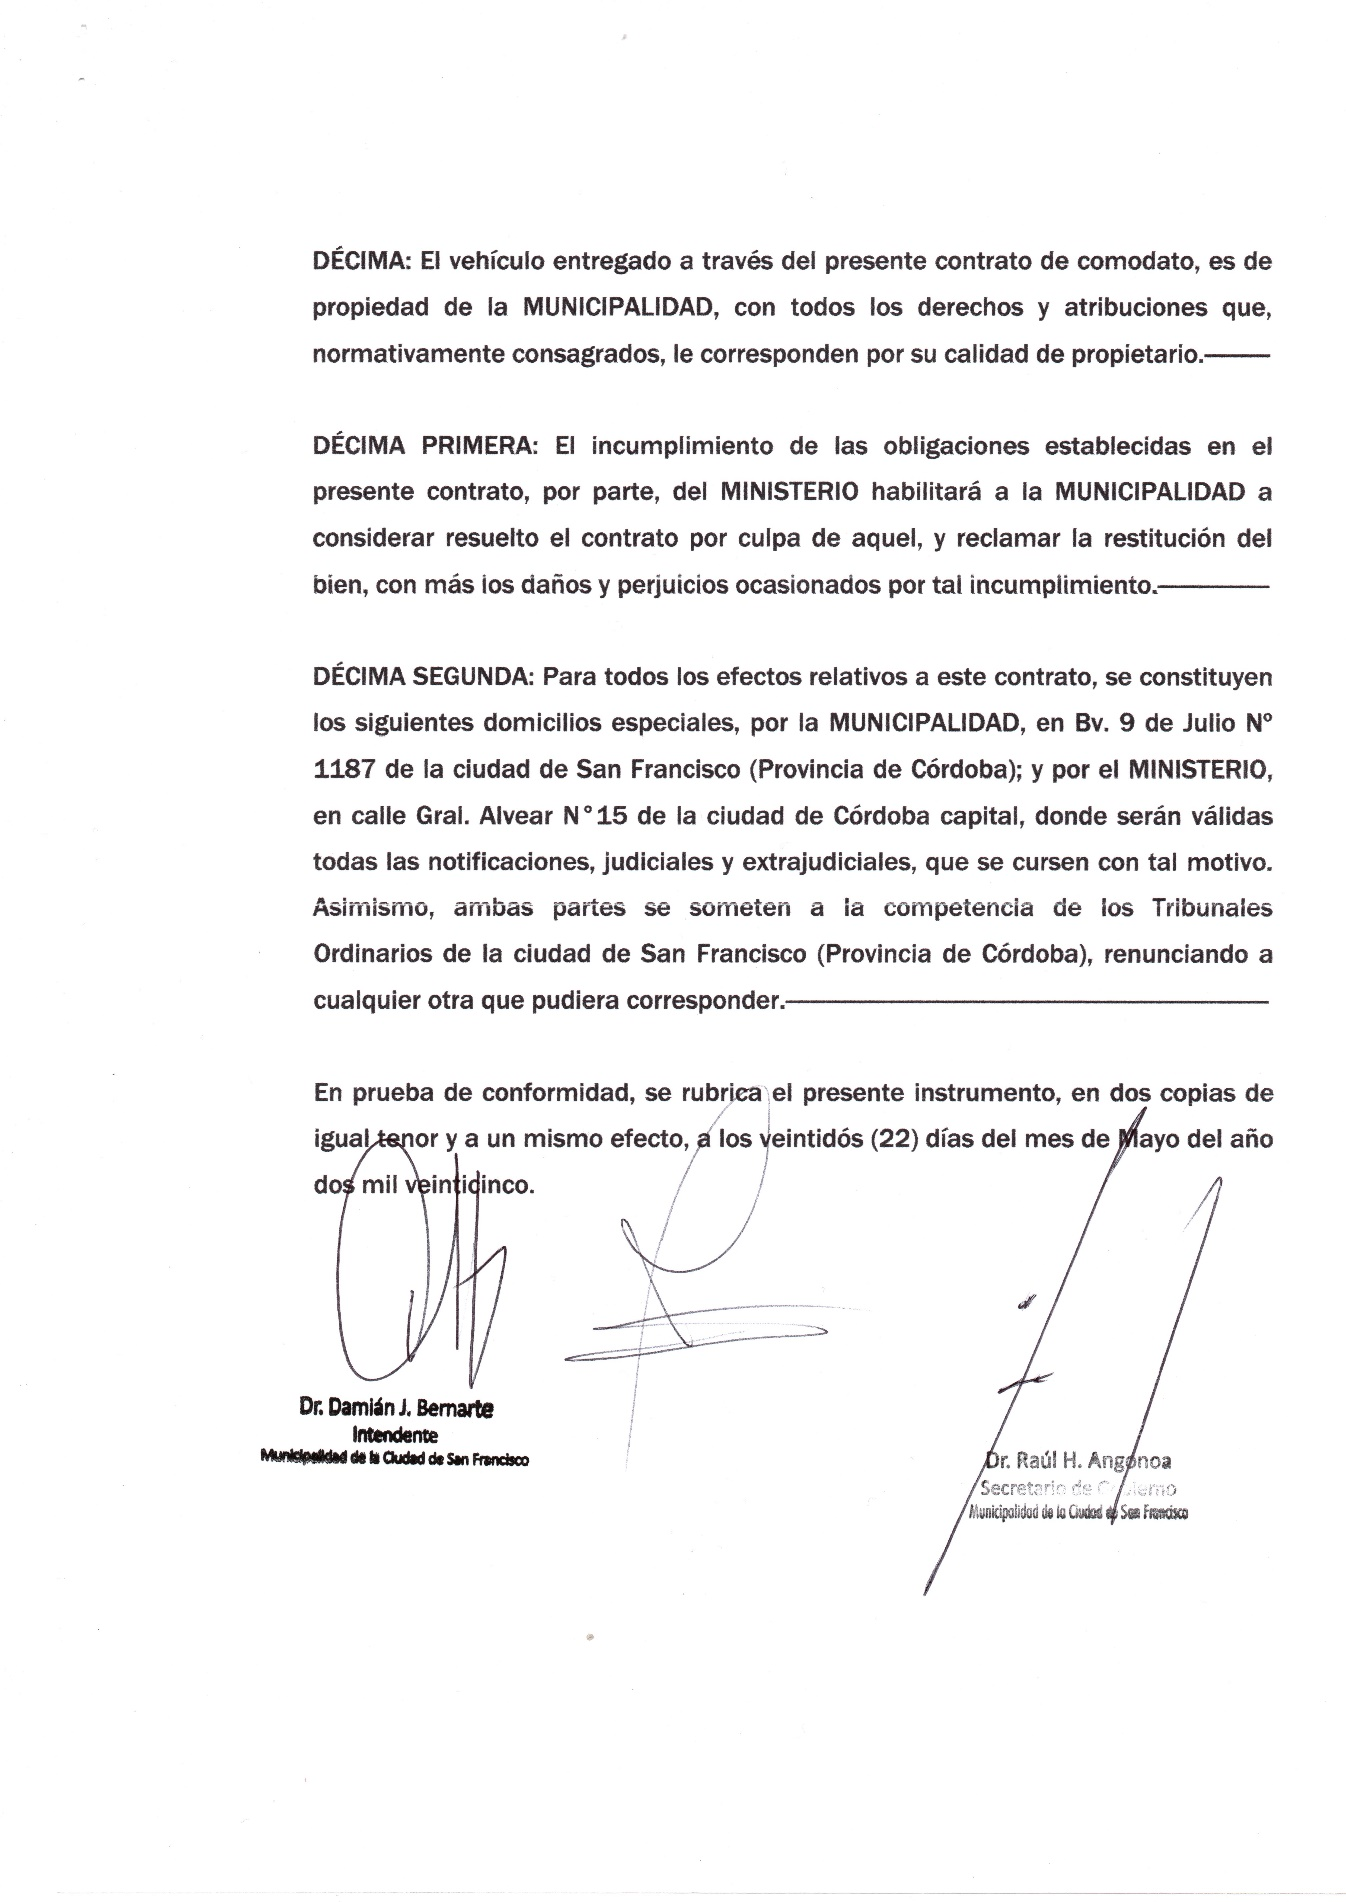 DÉCIMA: El vehículo entregado a través del presente contrato de comodato, es de
propiedad de la MUNICIPALIDAD, con todos los derechos y atribuciones que,
normativamente consagrados, le corresponden por su calidad de propietario.———
DÉCIMA PRIMERA: El incumplimiento de las obligaciones establecidas en el
presente contrato, por parte, del MINISTERIO habilitará a la MUNICIPALIDAD a
considerar resuelto el contrato por culpa de aquel, y reclamar la restitución del
bien, con más los daños y perjuicios ocasionados por tal incumplimiento.—————
DÉCIMA SEGUNDA: Para todos los efectos relativos a este contrato, se constituyen
los siguientes domicilios especiales, por la MUNICIPALIDAD, en Bv. 9 de Julio Nº
1187 de la ciudad de San Francisco (Provincia de Córdoba); y por el MINISTERIO,
en calle Gral. Alvear N°15 de la ciudad de Córdoba capital, donde serán válidas
todas las notificaciones, judiciales y extrajudiciales, que se cursen con tal motivo.
Asimismo, ambas partes se someten a la competencia de los Tribunales
Ordinarios de la ciudad de San Francisco (Provincia de Córdoba), renunciando a
cualquier otra que pudiera corresponder.————————————————————
En prueba de conformidad, se rubrica el presente instrumento, en dos copias de
igual tenor y a un mismo efecto, a los veintidós (22) días del mes de Mayo del año
dos mil veinticinco.
Dr. Damián J. Bernarte
Intendente
Municipalidad de la Ciudad de San Francisco
Dr. Raúl H. Angonoa
Secretario de Gobierno
Municipalidad de la Ciudad de San Francisco